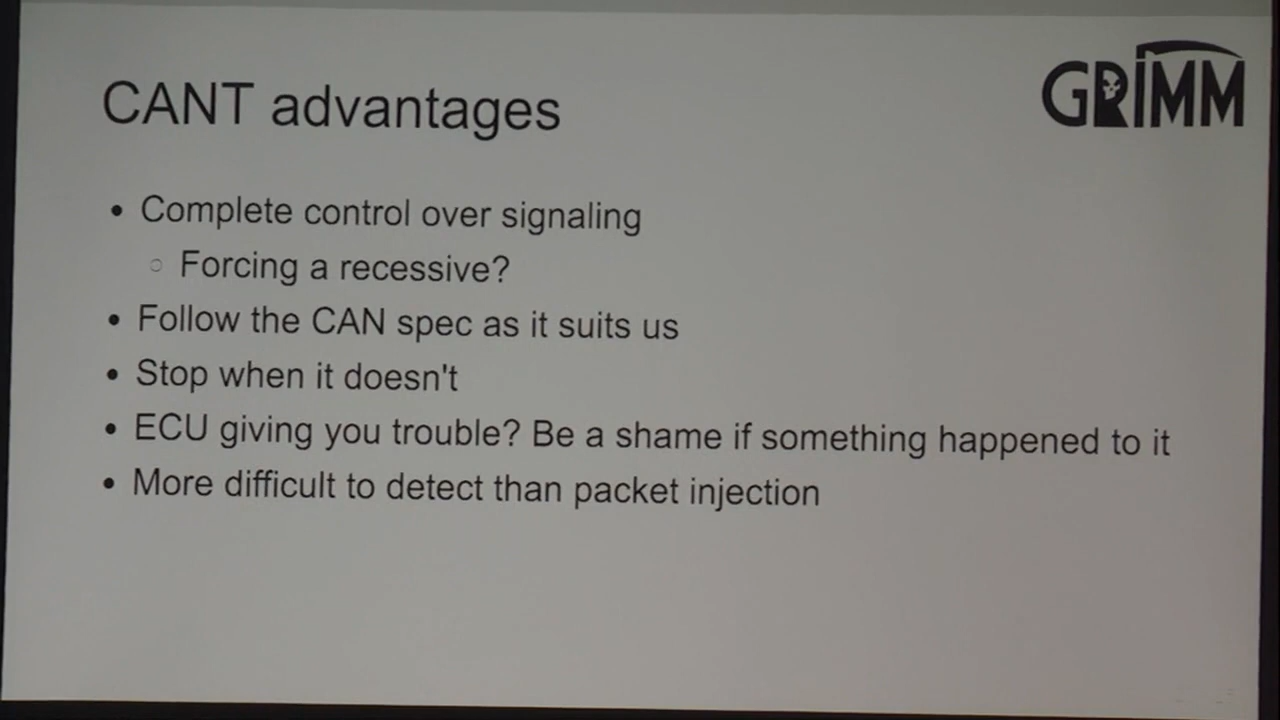 CANT advantages
GRIMM
• Complete control over signaling
○ Forcing a recessive?
• Follow the CAN spec as it suits us
• Stop when it doesn't
• ECU giving you trouble? Be a shame if something happened to it
• More difficult to detect than packet injection